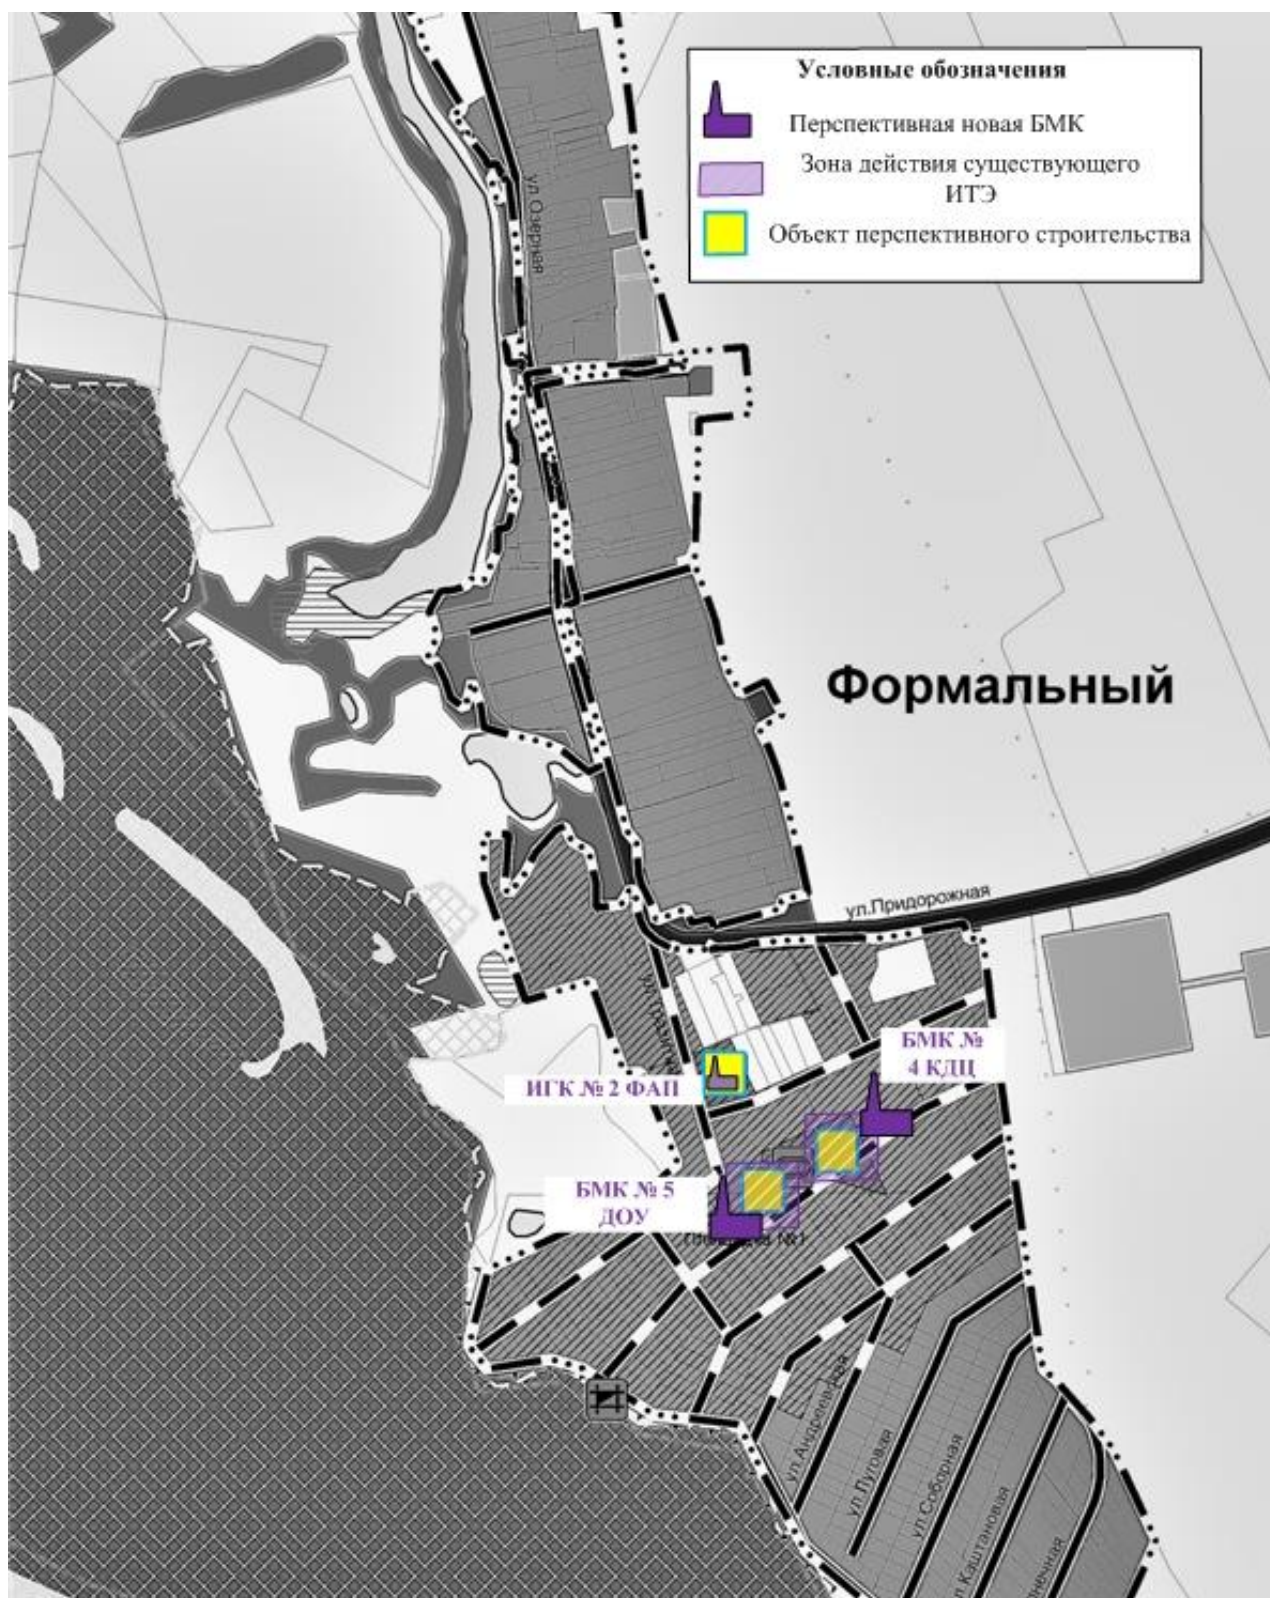 Условные обозначения
Перспективная новая БМК
Зона действия существующего
ИТЭ
Объект перспективного строительства
ул. Озерная
Формальный
ул.Придорожная
БМК №
4 КДЦ
ИГК № 2 ФАП
БМК № 5
ДОУ
№1
ул.Андреевская
ул.Луговая
ул.Соборная
ул.Каштановая